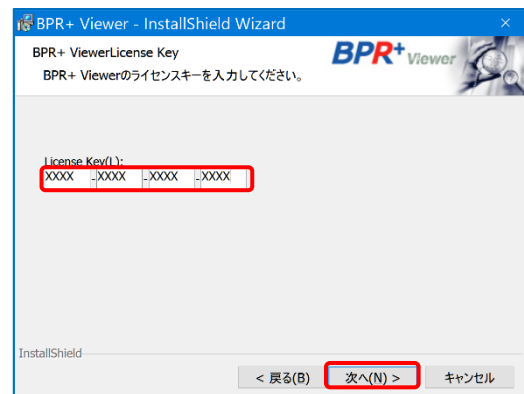 BPR+ Viewer - InstallShield Wizard
BPR+ ViewerLicense Key
BPR+ Viewer
BPR+ Viewerのライセンスキーを入力してください。
License Key(L):
XXXX - XXXX - XXXX - XXXX
InstallShield
< 戻る(B) 次へ(N) > キャンセル